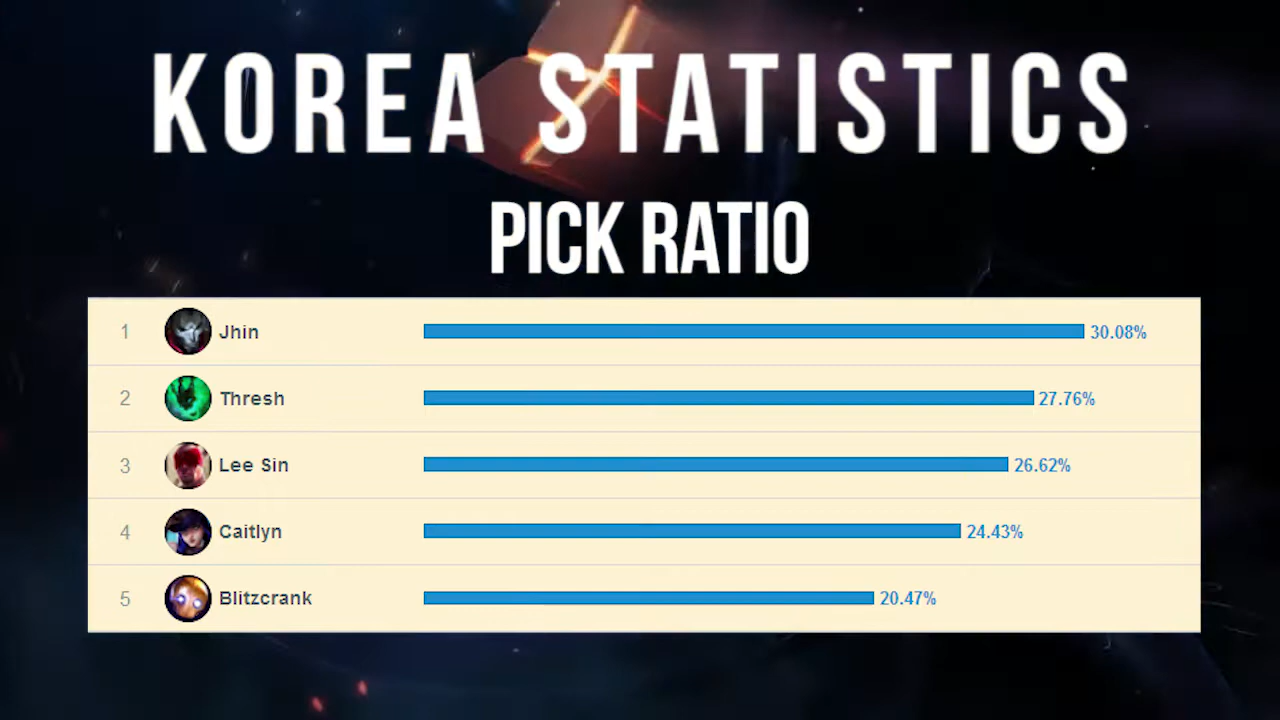 KOREA STATISTICS
PICK RATIO
1 Jhin 30.08%
2 Thresh 27.76%
3 Lee Sin 26.62%
4 Caitlyn 24.43%
5 Blitzcrank 20.47%